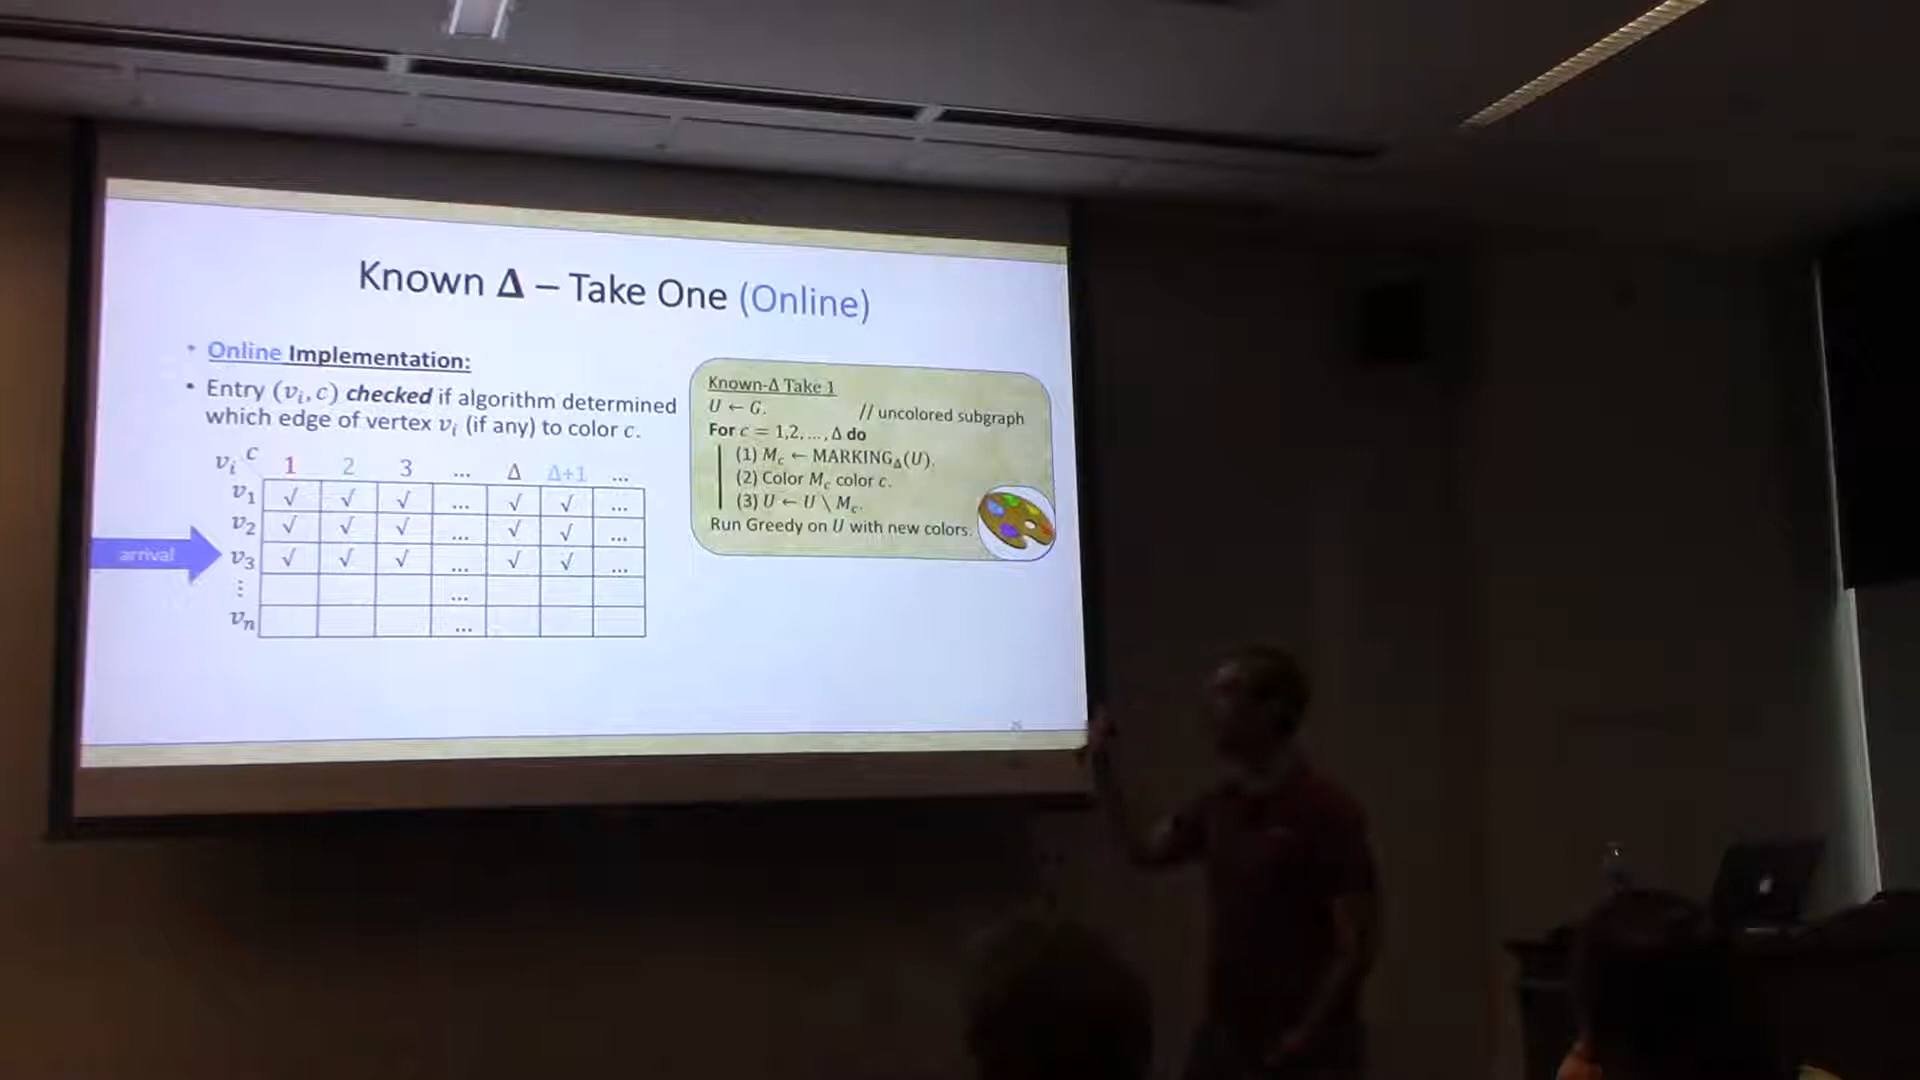 Known Δ – Take One (Online)
• Online Implementation:
• Entry (vᵢ, c) checked if algorithm determined
which edge of vertex vᵢ (if any) to color c.
vᵢ c 1 2 3 ... Δ Δ+1 ...
v₁ √ √ √ ... √ √ ...
v₂ √ √ √ ... √ √ ...
arrival v₃ √ √ √ ... √ √ ...
⋮ ...
vₙ ...
Known-Δ Take 1
U ← G. // uncolored subgraph
For c = 1,2, ..., Δ do
(1) M_c ← MARKING_Δ(U).
(2) Color M_c color c.
(3) U ← U \ M_c.
Run Greedy on U with new colors.